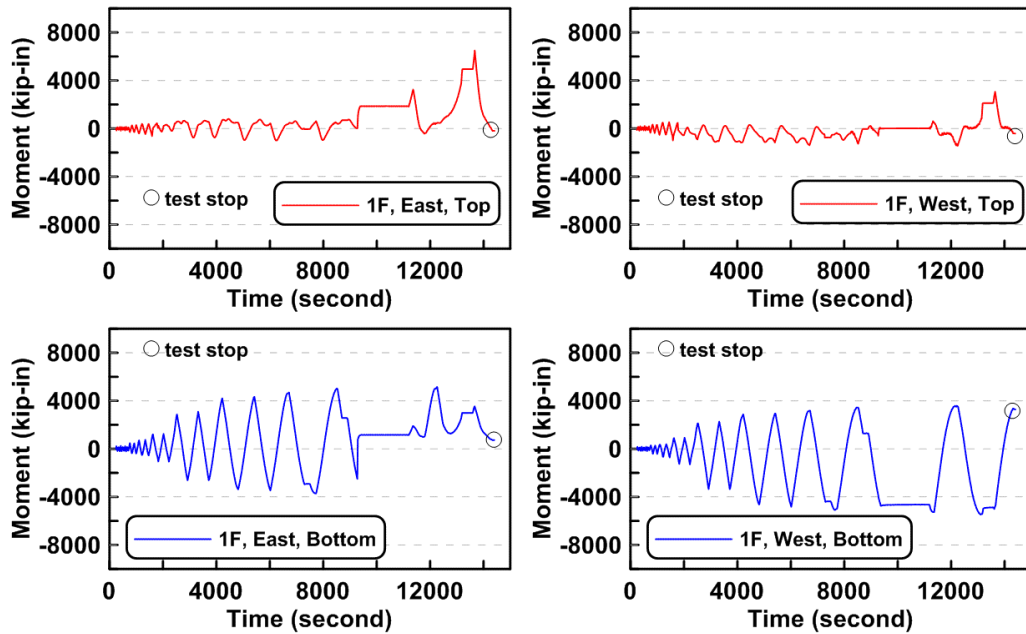 8000
4000
0
-4000
-8000
Moment (kip-in)
test stop
1F, East, Top
0 4000 8000 12000
Time (second)
8000
4000
0
-4000
-8000
Moment (kip-in)
test stop
1F, West, Top
0 4000 8000 12000
Time (second)
8000
4000
0
-4000
-8000
Moment (kip-in)
test stop
1F, East, Bottom
0 4000 8000 12000
Time (second)
8000
4000
0
-4000
-8000
Moment (kip-in)
test stop
1F, West, Bottom
0 4000 8000 12000
Time (second)